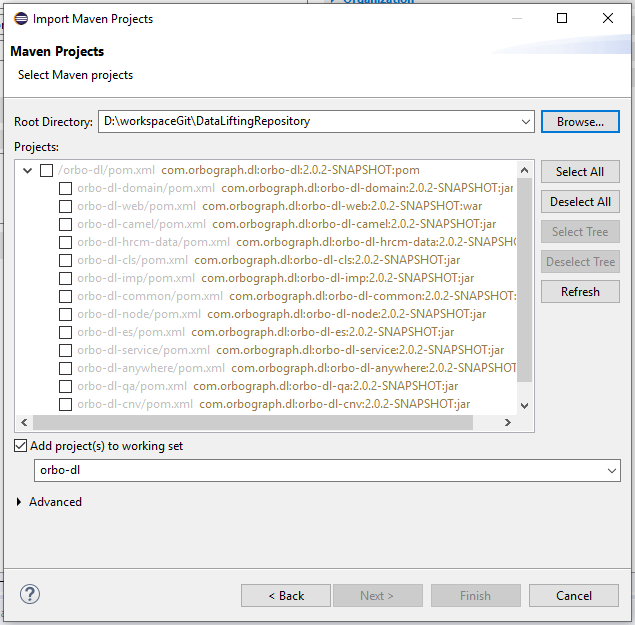 Organization
Import Maven Projects
Maven Projects
Select Maven projects
Root Directory: D:\workspaceGit\DataLiftingRepository Browse...
Projects:
/orbo-dl/pom.xml com.orbograph.dl:orbo-dl:2.0.2-SNAPSHOT:pom
orbo-dl-domain/pom.xml com.orbograph.dl:orbo-dl-domain:2.0.2-SNAPSHOT:jar
orbo-dl-web/pom.xml com.orbograph.dl:orbo-dl-web:2.0.2-SNAPSHOT:war
orbo-dl-camel/pom.xml com.orbograph.dl:orbo-dl-camel:2.0.2-SNAPSHOT:jar
orbo-dl-hrcm-data/pom.xml com.orbograph.dl:orbo-dl-hrcm-data:2.0.2-SNAPSH
orbo-dl-cls/pom.xml com.orbograph.dl:orbo-dl-cls:2.0.2-SNAPSHOT:jar
orbo-dl-imp/pom.xml com.orbograph.dl:orbo-dl-imp:2.0.2-SNAPSHOT:jar
orbo-dl-common/pom.xml com.orbograph.dl:orbo-dl-common:2.0.2-SNAPSHOT:
orbo-dl-node/pom.xml com.orbograph.dl:orbo-dl-node:2.0.2-SNAPSHOT:jar
orbo-dl-es/pom.xml com.orbograph.dl:orbo-dl-es:2.0.2-SNAPSHOT:jar
orbo-dl-service/pom.xml com.orbograph.dl:orbo-dl-service:2.0.2-SNAPSHOT:jar
orbo-dl-anywhere/pom.xml com.orbograph.dl:orbo-dl-anywhere:2.0.2-SNAPSHOT
orbo-dl-qa/pom.xml com.orbograph.dl:orbo-dl-qa:2.0.2-SNAPSHOT:jar
orbo-dl-cnv/pom.xml com.orbograph.dl:orbo-dl-cnv:2.0.2-SNAPSHOT:jar
Select All
Deselect All
Select Tree
Deselect Tree
Refresh
Add project(s) to working set
orbo-dl
Advanced
< Back Next > Finish Cancel